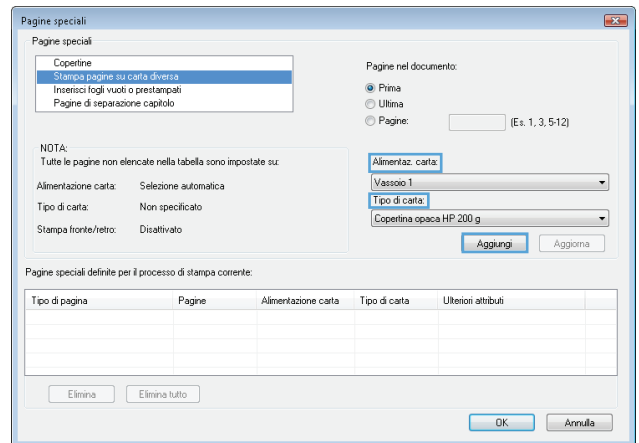 Pagine speciali
Pagine speciali
Copertine
Stampa pagine su carta diversa
Inserisci fogli vuoti o prestampati
Pagine di separazione capitolo
Pagine nel documento:
Prima
Ultima
Pagine:
(Es. 1, 3, 5-12)
NOTA:
Tutte le pagine non elencate nella tabella sono impostate su:
Alimentazione carta: Selezione automatica
Tipo di carta: Non specificato
Stampa fronte/retro: Disattivato
Alimentaz. carta:
Vassoio 1
Tipo di carta:
Copertina opaca HP 200 g
Aggiungi Aggiorna
Pagine speciali definite per il processo di stampa corrente:
Tipo di pagina Pagine Alimentazione carta Tipo di carta Ulteriori attributi
Elimina Elimina tutto
OK Annulla